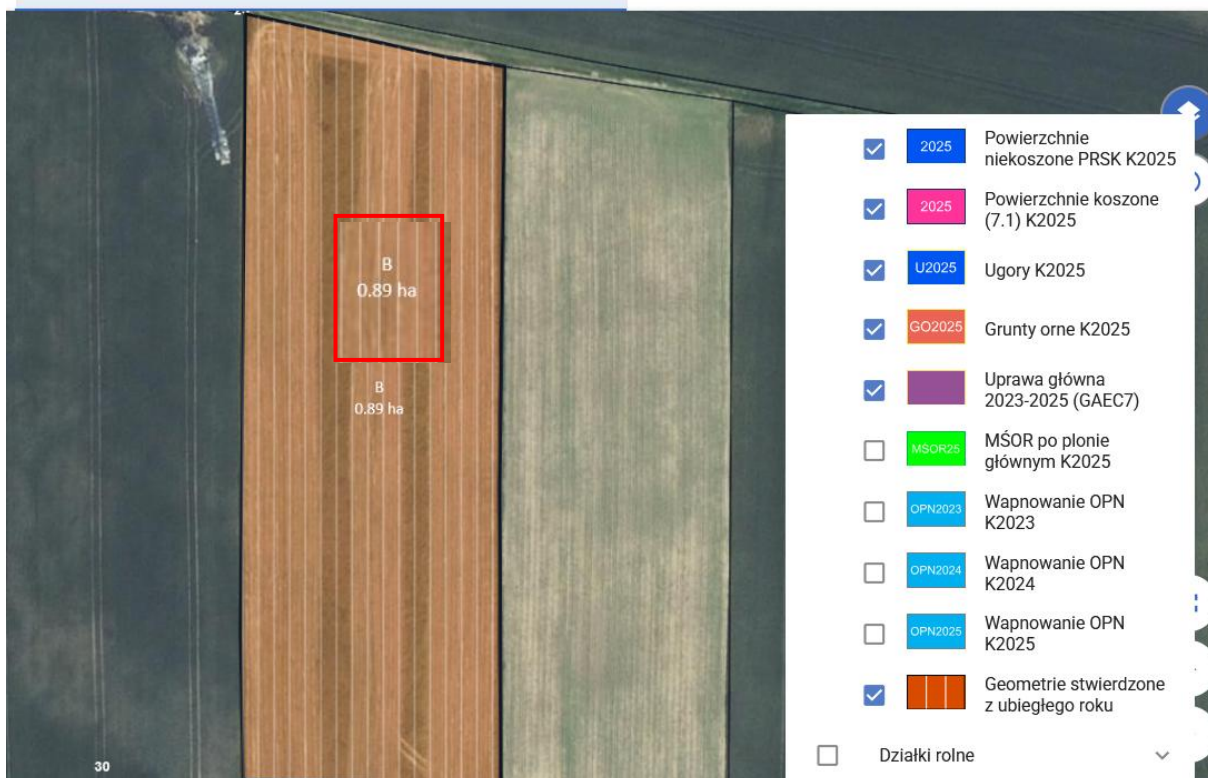 B
0.89 ha
B
0.89 ha
30
2025
Powierzchnie
niekoszone PRSK K2025
2025
Powierzchnie koszone
(7.1) K2025
U2025
Ugory K2025
GO2025
Grunty orne K2025
Uprawa główna
2023-2025 (GAEC7)
MŚOR25
MŚOR po plonie
głównym K2025
OPN2023
Wapnowanie OPN
K2023
OPN2024
Wapnowanie OPN
K2024
OPN2025
Wapnowanie OPN
K2025
Geometrie stwierdzone
z ubiegłego roku
Działki rolne